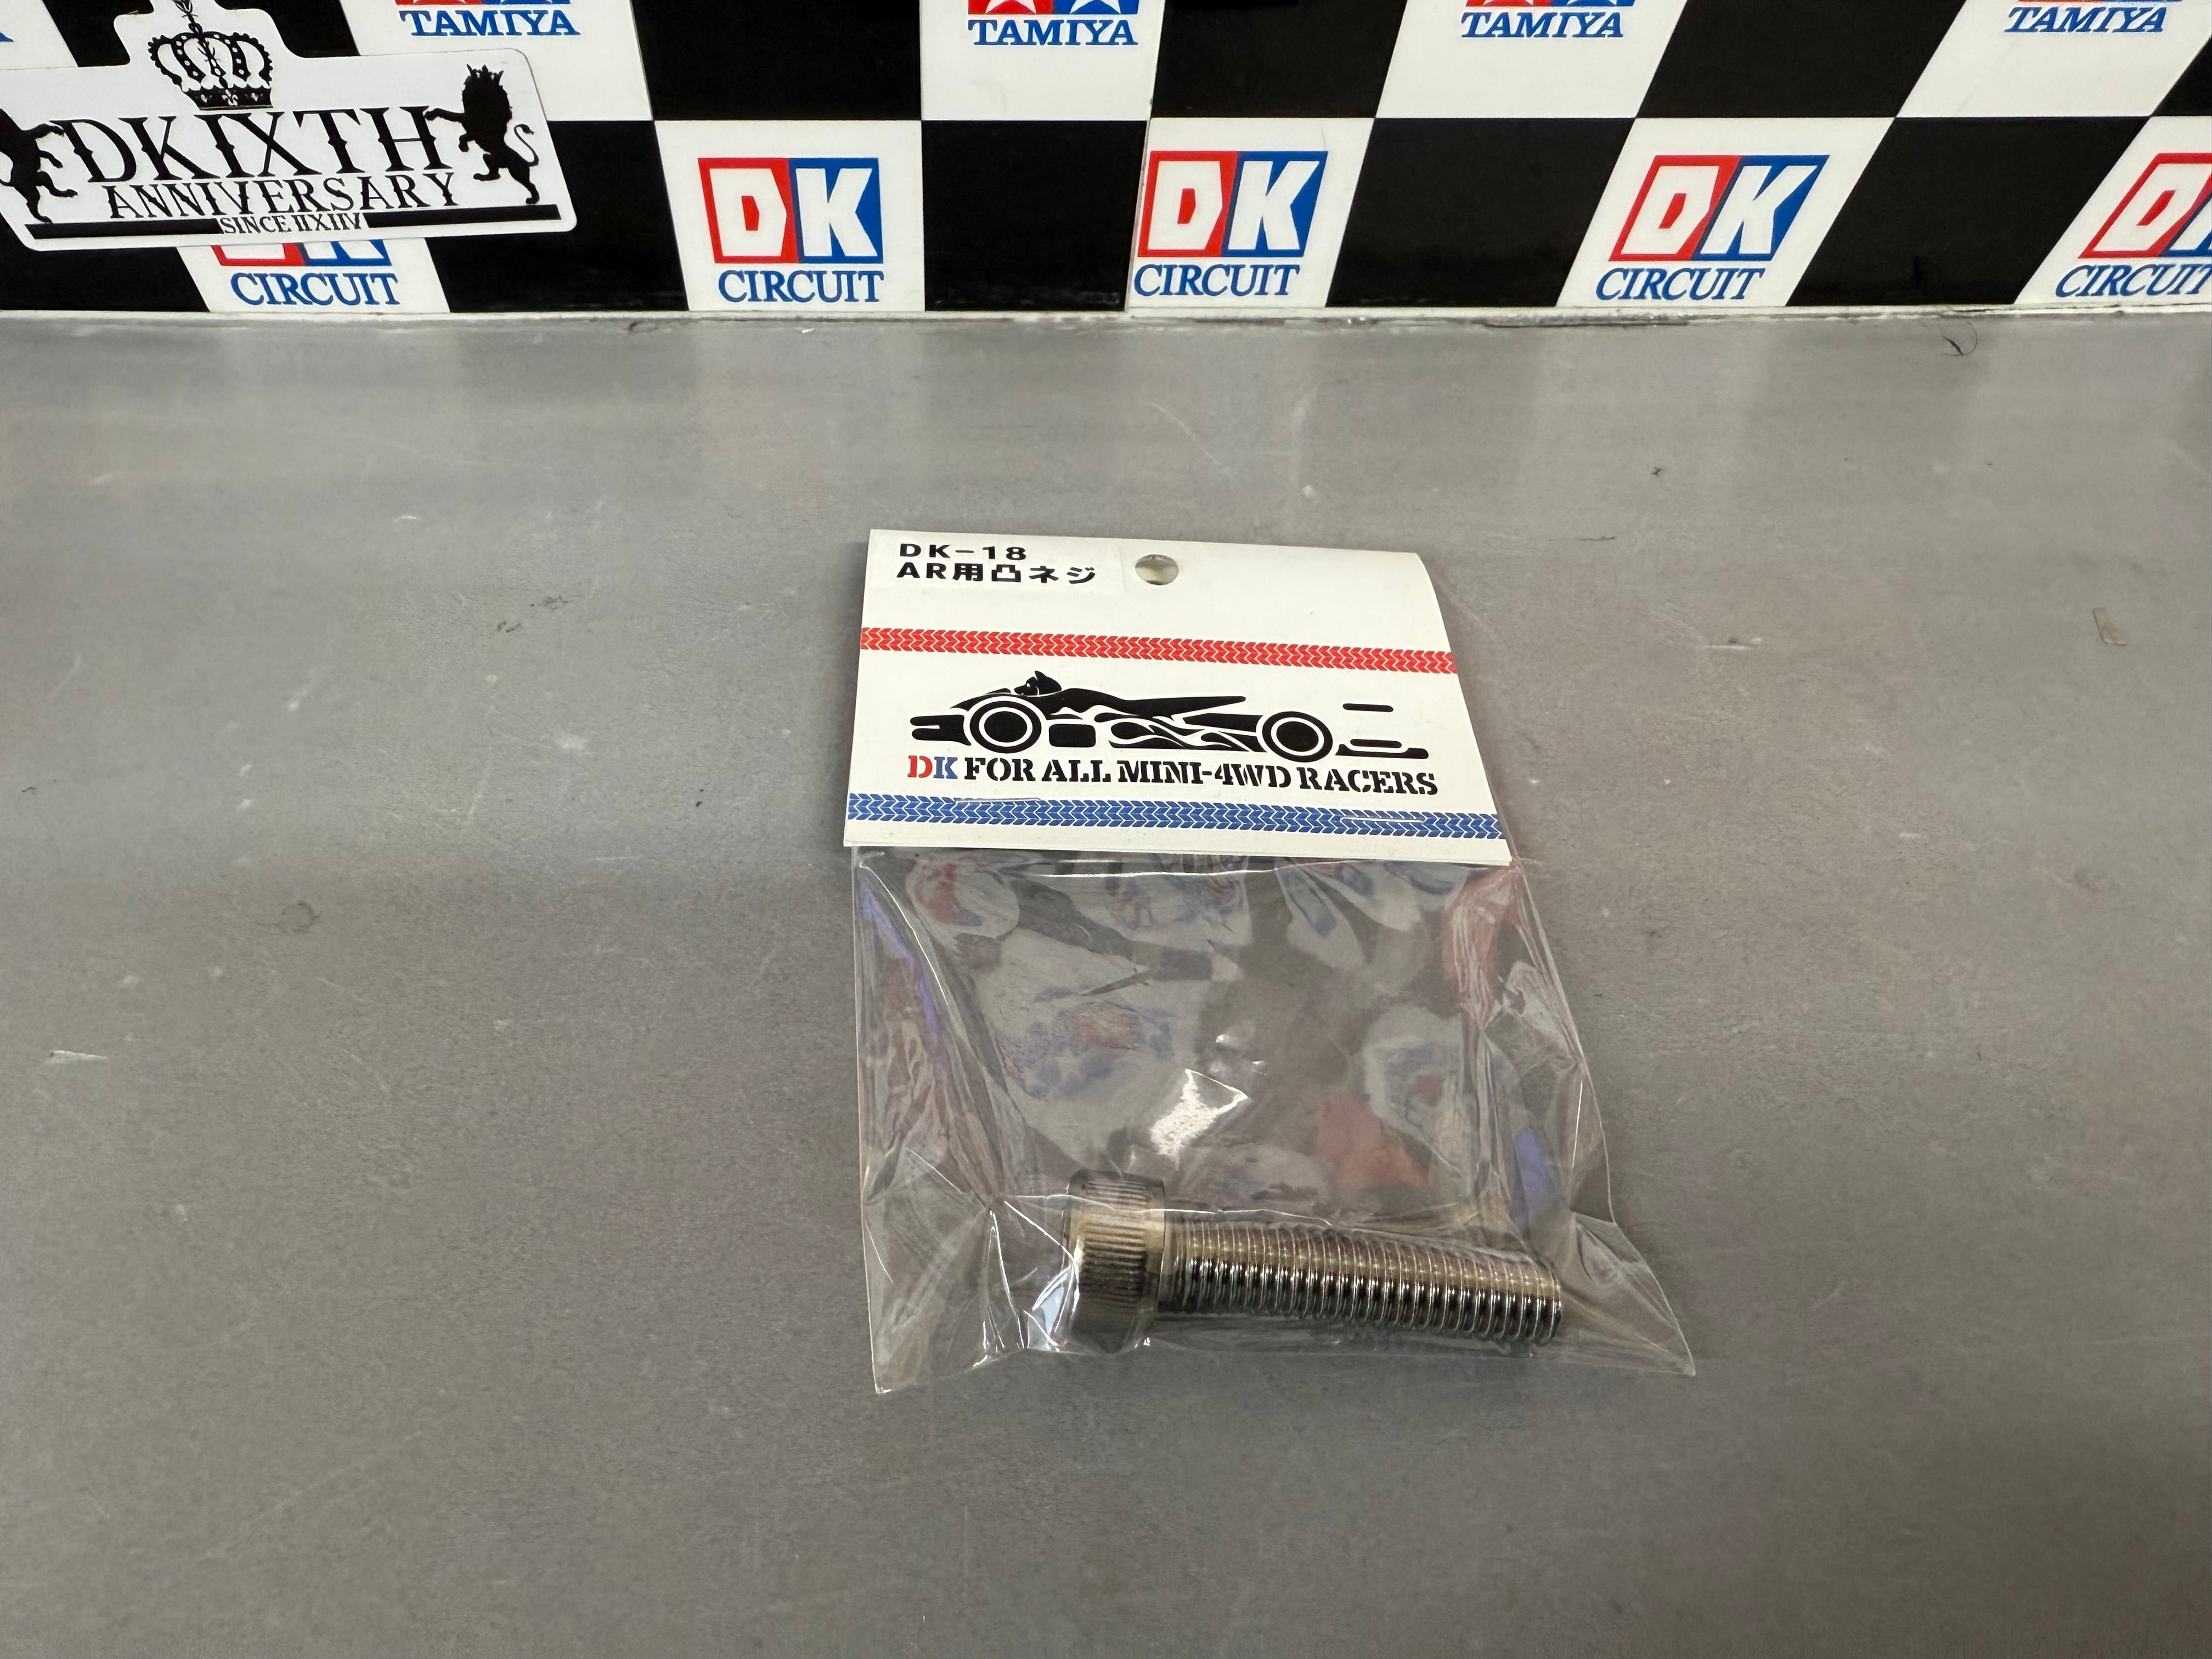 TAMIYA
TAMIYA
TAMIYA
TAMIYA
DKIXTH
ANNIVERSARY
SINCE IIXIIV
CIRCUIT
DK
CIRCUIT
DK
CIRCUIT
DK
CIRCUIT
DK
CIRCUIT
DK-18
AR用凸ネジ
DK FOR ALL MINI-4WD RACERS